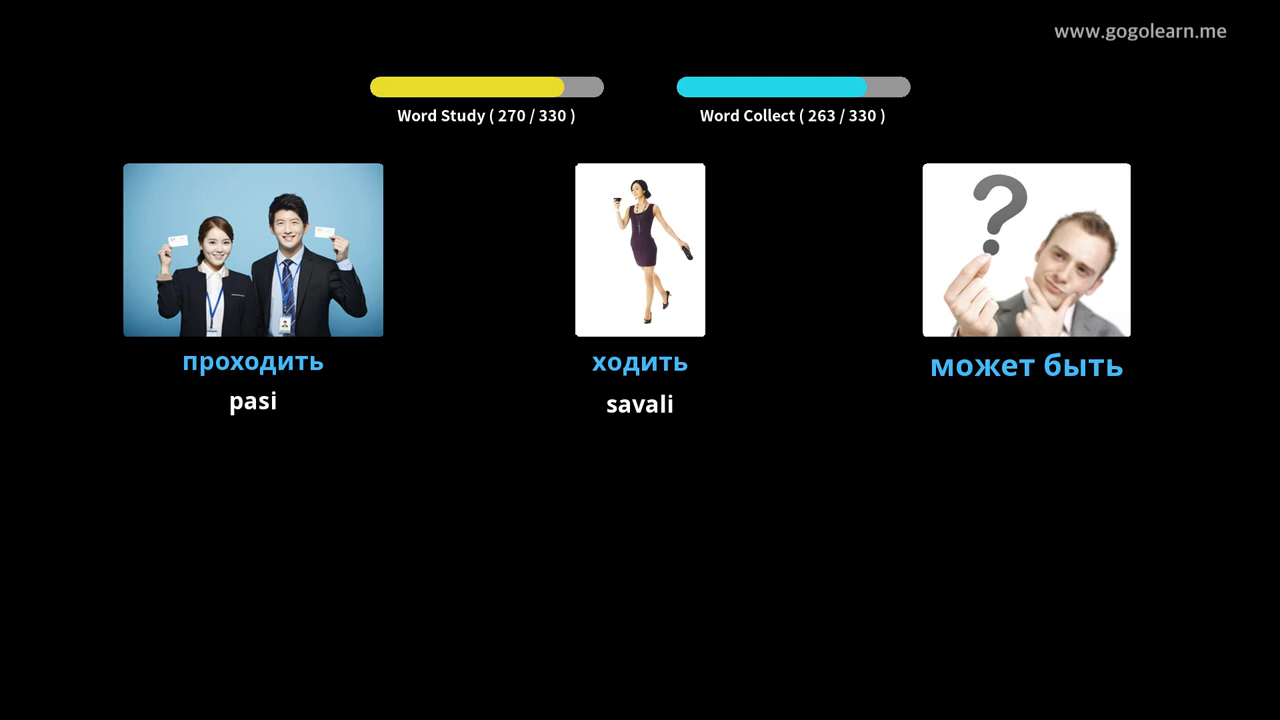 www.gogolearn.me
Word Study ( 270 / 330 )
Word Collect ( 263 / 330 )
проходить
ходить
может быть
pasi
savali